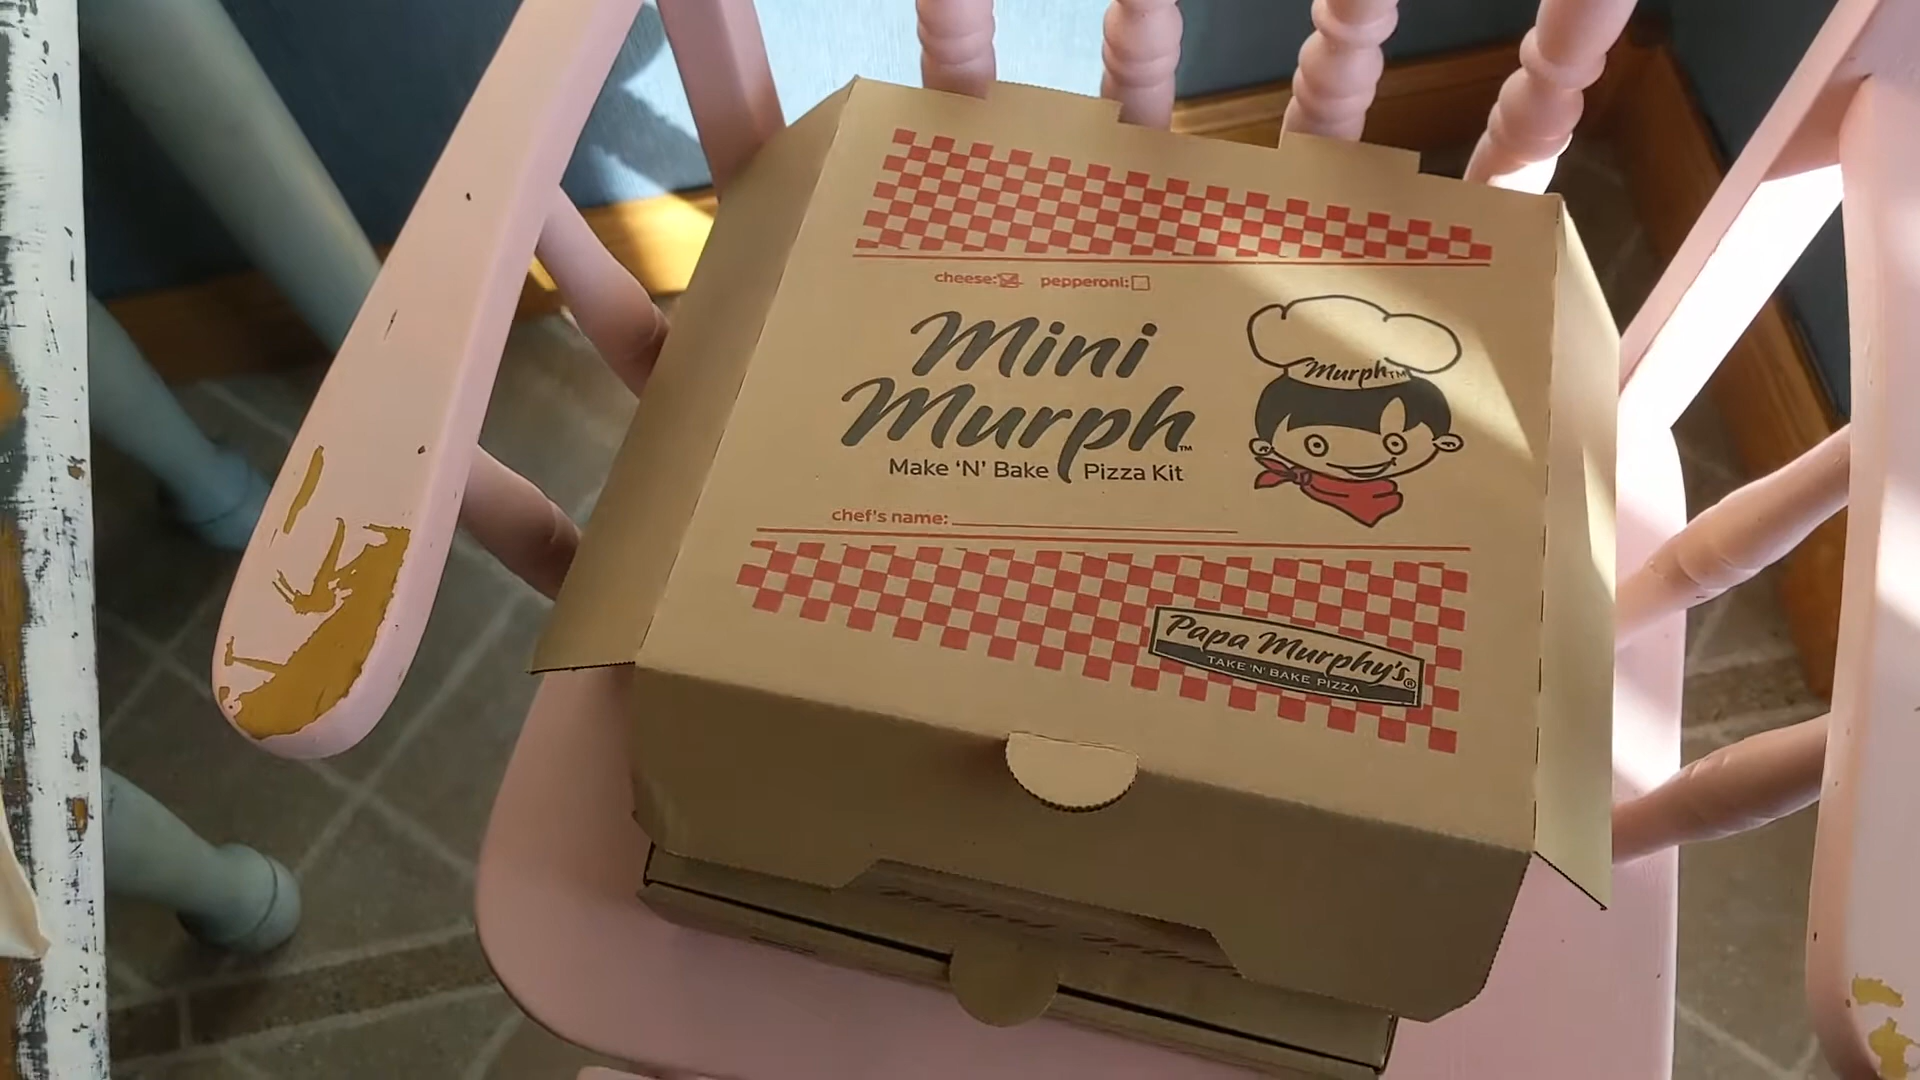 cheese: pepperoni:
Mini
Murph™
Make 'N' Bake Pizza Kit
Murph™
chef's name:
Papa Murphy's®
TAKE 'N' BAKE PIZZA